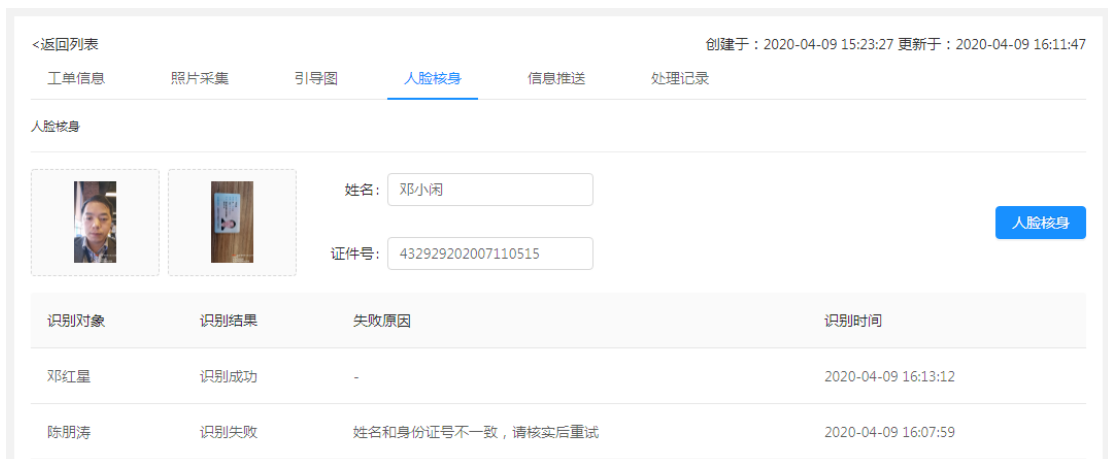 <返回列表 创建于：2020-04-09 15:23:27 更新于：2020-04-09 16:11:47
工单信息 照片采集 引导图 人脸核身 信息推送 处理记录
人脸核身
姓名: 邓小闲
人脸核身
证件号: 432929202007110515
识别对象 识别结果 失败原因 识别时间
邓红星 识别成功 - 2020-04-09 16:13:12
陈朋涛 识别失败 姓名和身份证号不一致，请核实后重试 2020-04-09 16:07:59